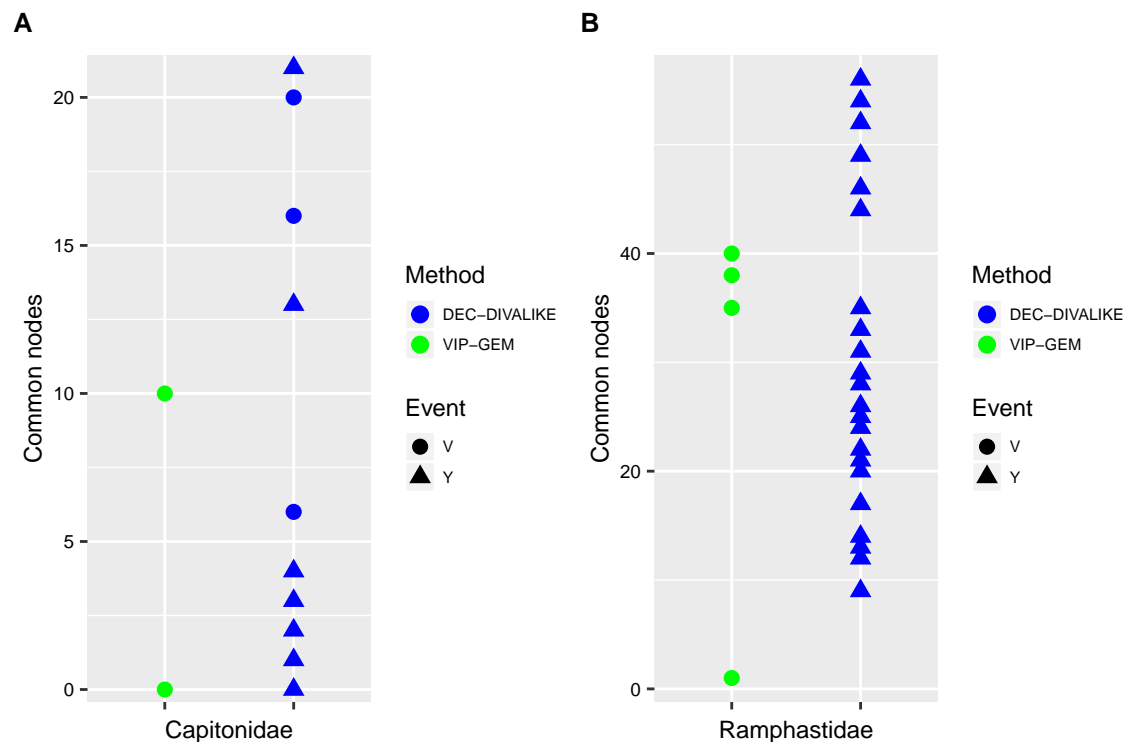 A
Common nodes
20
15
10
5
0
Capitonidae
Method
DEC−DIVALIKE
VIP−GEM
Event
V
Y
B
Common nodes
40
20
0
Ramphastidae
Method
DEC−DIVALIKE
VIP−GEM
Event
V
Y